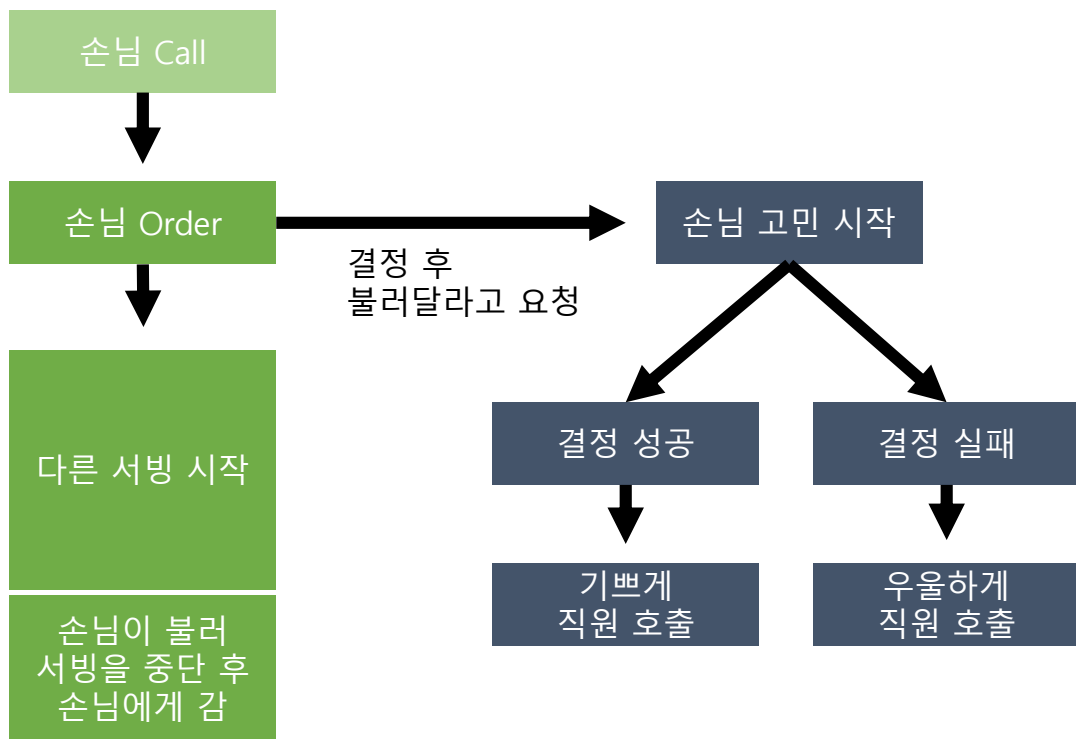 손님 Call
손님 Order
손님 고민 시작
결정 후
불러달라고 요청
다른 서빙 시작
결정 성공
결정 실패
기쁘게
직원 호출
우울하게
직원 호출
손님이 불러
서빙을 중단 후
손님에게 감